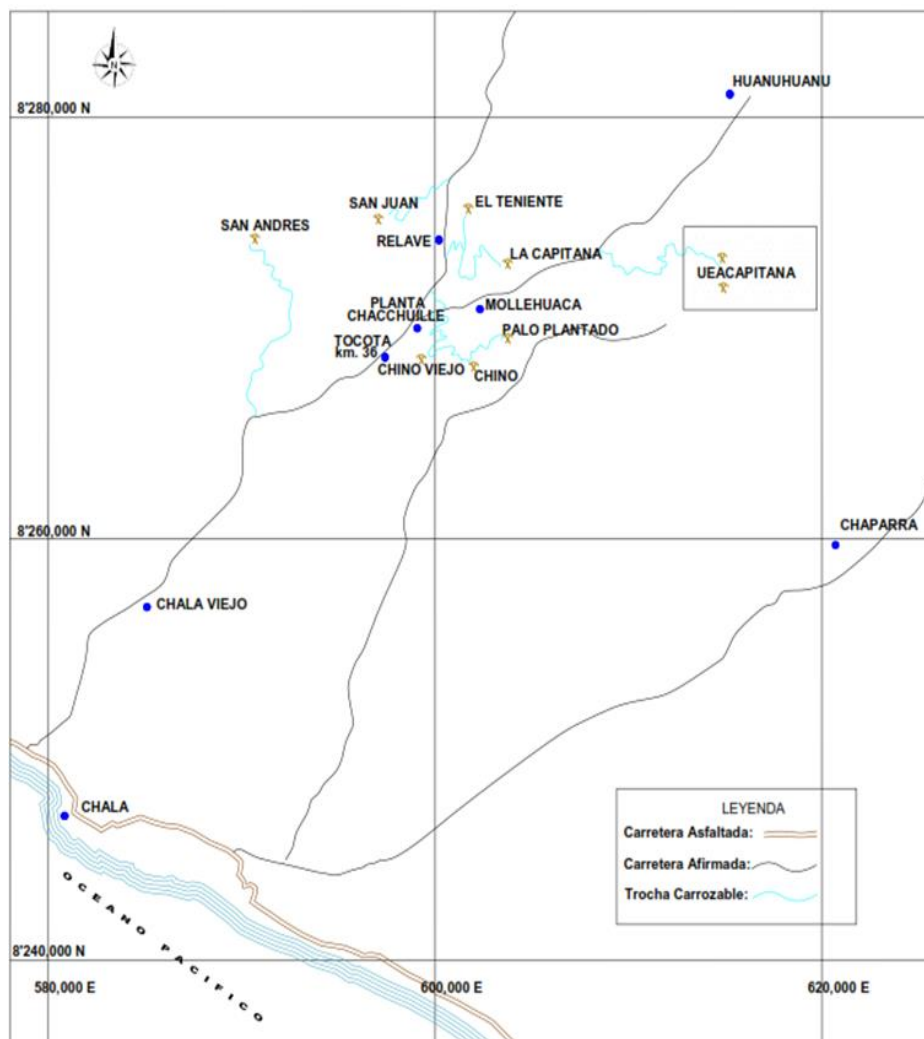 N
HUANUHUANU
8'280,000 N
SAN JUAN
EL TENIENTE
SAN ANDRES
RELAVE
LA CAPITANA
UEACAPITANA
PLANTA
CHACCHUILLE
MOLLEHUACA
TOCOTA
km. 36
PALO PLANTADO
CHINO VIEJO
CHINO
8'260,000 N
CHAPARRA
CHALA VIEJO
CHALA
LEYENDA
Carretera Asfaltada:
Carretera Afirmada:
Trocha Carrozable:
OCEANO PACIFICO
8'240,000 N
580,000 E
600,000 E
620,000 E